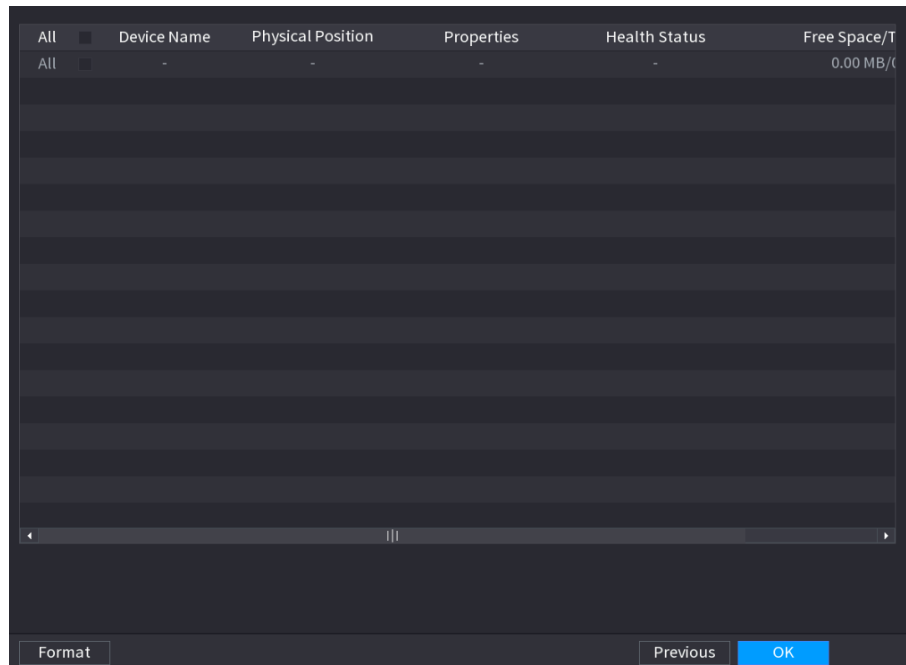 All Device Name Physical Position Properties Health Status Free Space/T
All - - - - 0.00 MB/
Format Previous OK